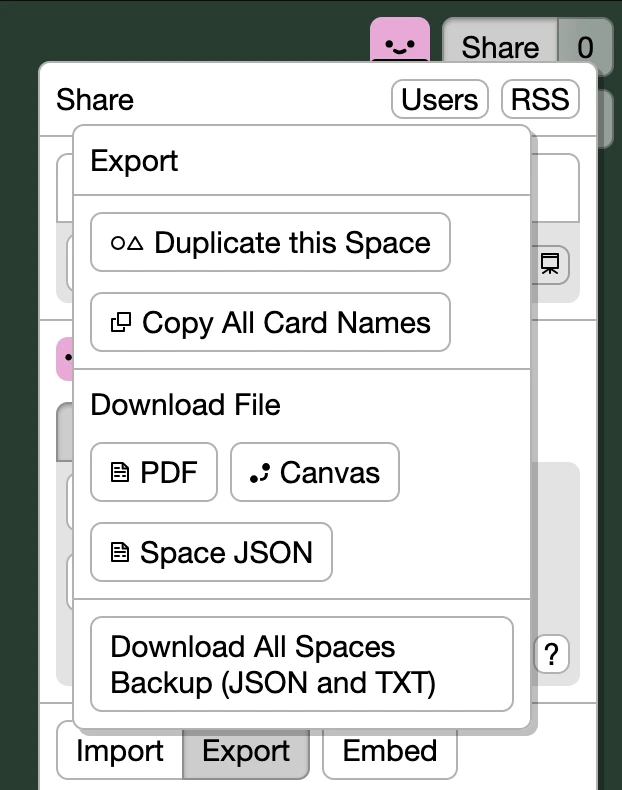 Share 0
Share Users RSS
Export
Duplicate this Space
Copy All Card Names
Download File
PDF Canvas
Space JSON
Download All Spaces
Backup (JSON and TXT)
?
Import Export Embed